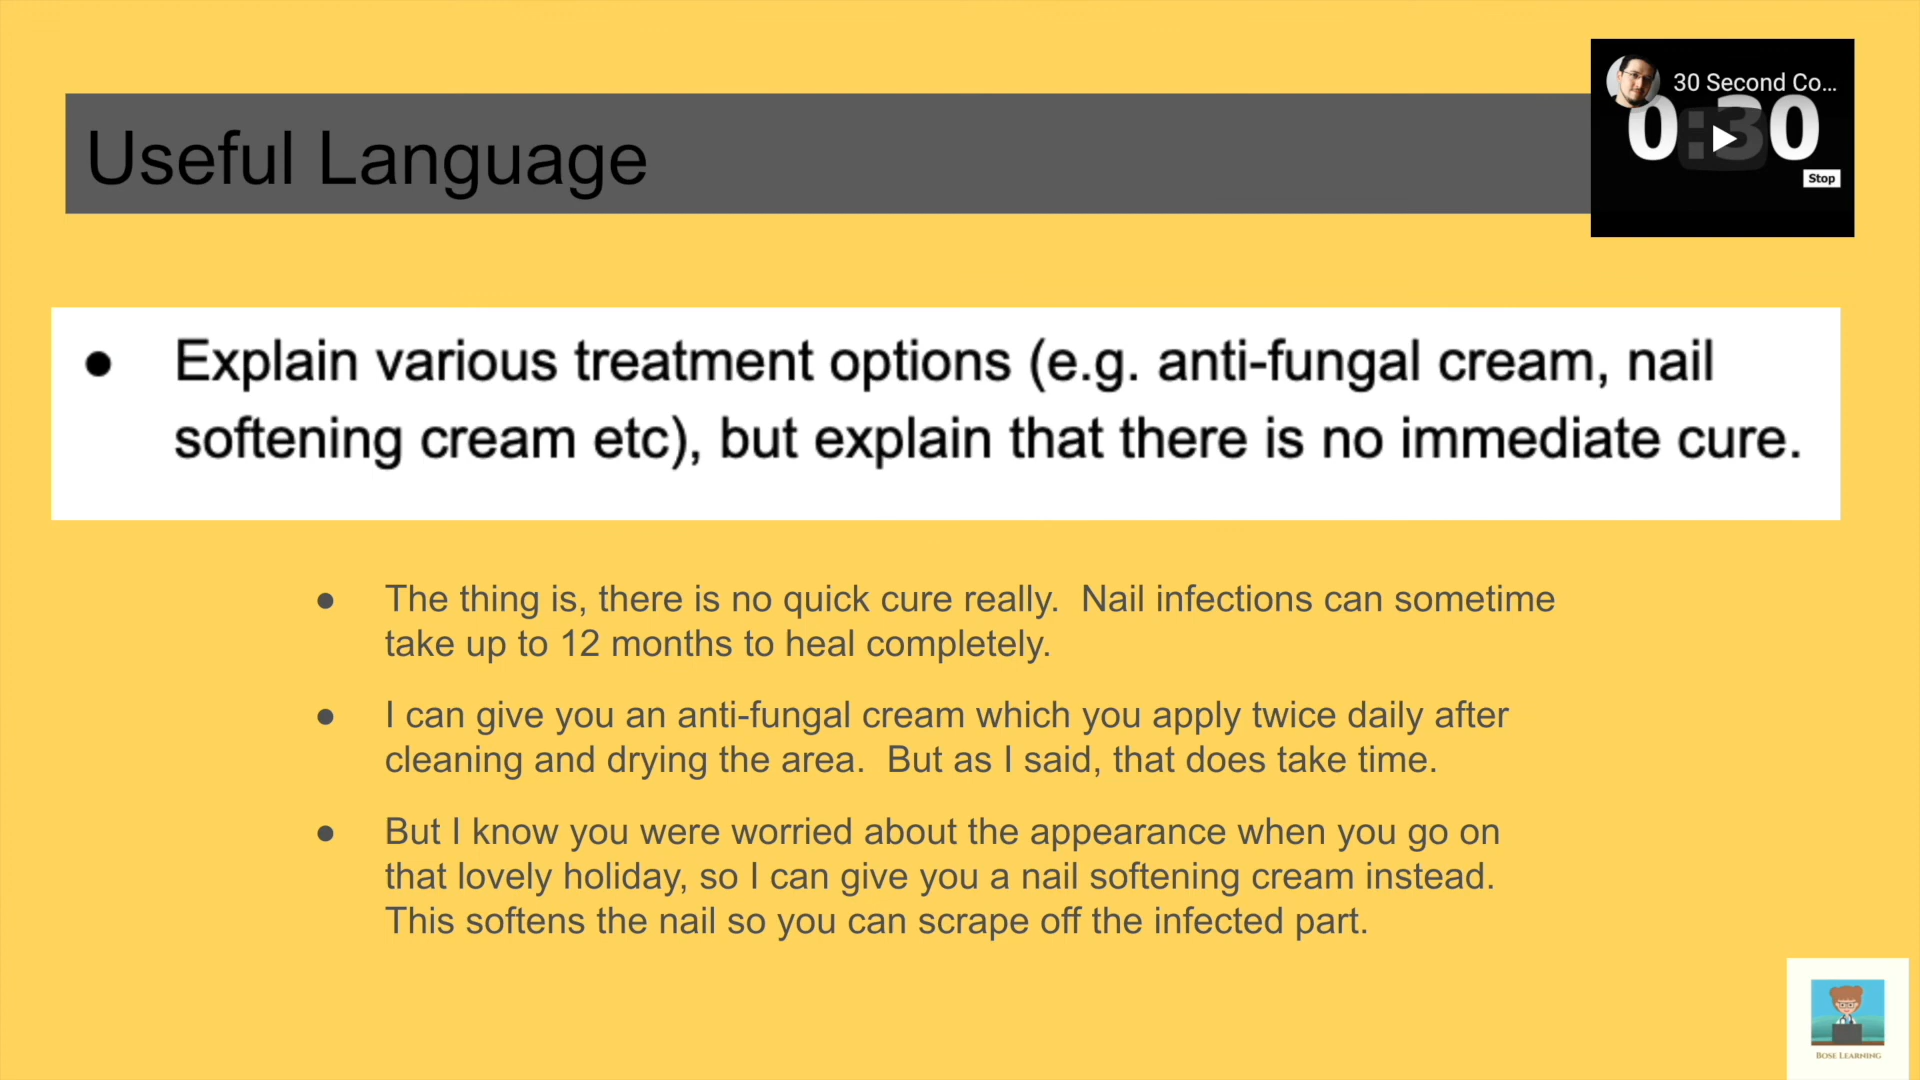 Useful Language
30 Second Co...
0:30
Stop
● Explain various treatment options (e.g. anti-fungal cream, nail
softening cream etc), but explain that there is no immediate cure.
● The thing is, there is no quick cure really.  Nail infections can sometime
take up to 12 months to heal completely.
● I can give you an anti-fungal cream which you apply twice daily after
cleaning and drying the area.  But as I said, that does take time.
● But I know you were worried about the appearance when you go on
that lovely holiday, so I can give you a nail softening cream instead.
This softens the nail so you can scrape off the infected part.
BOSE LEARNING